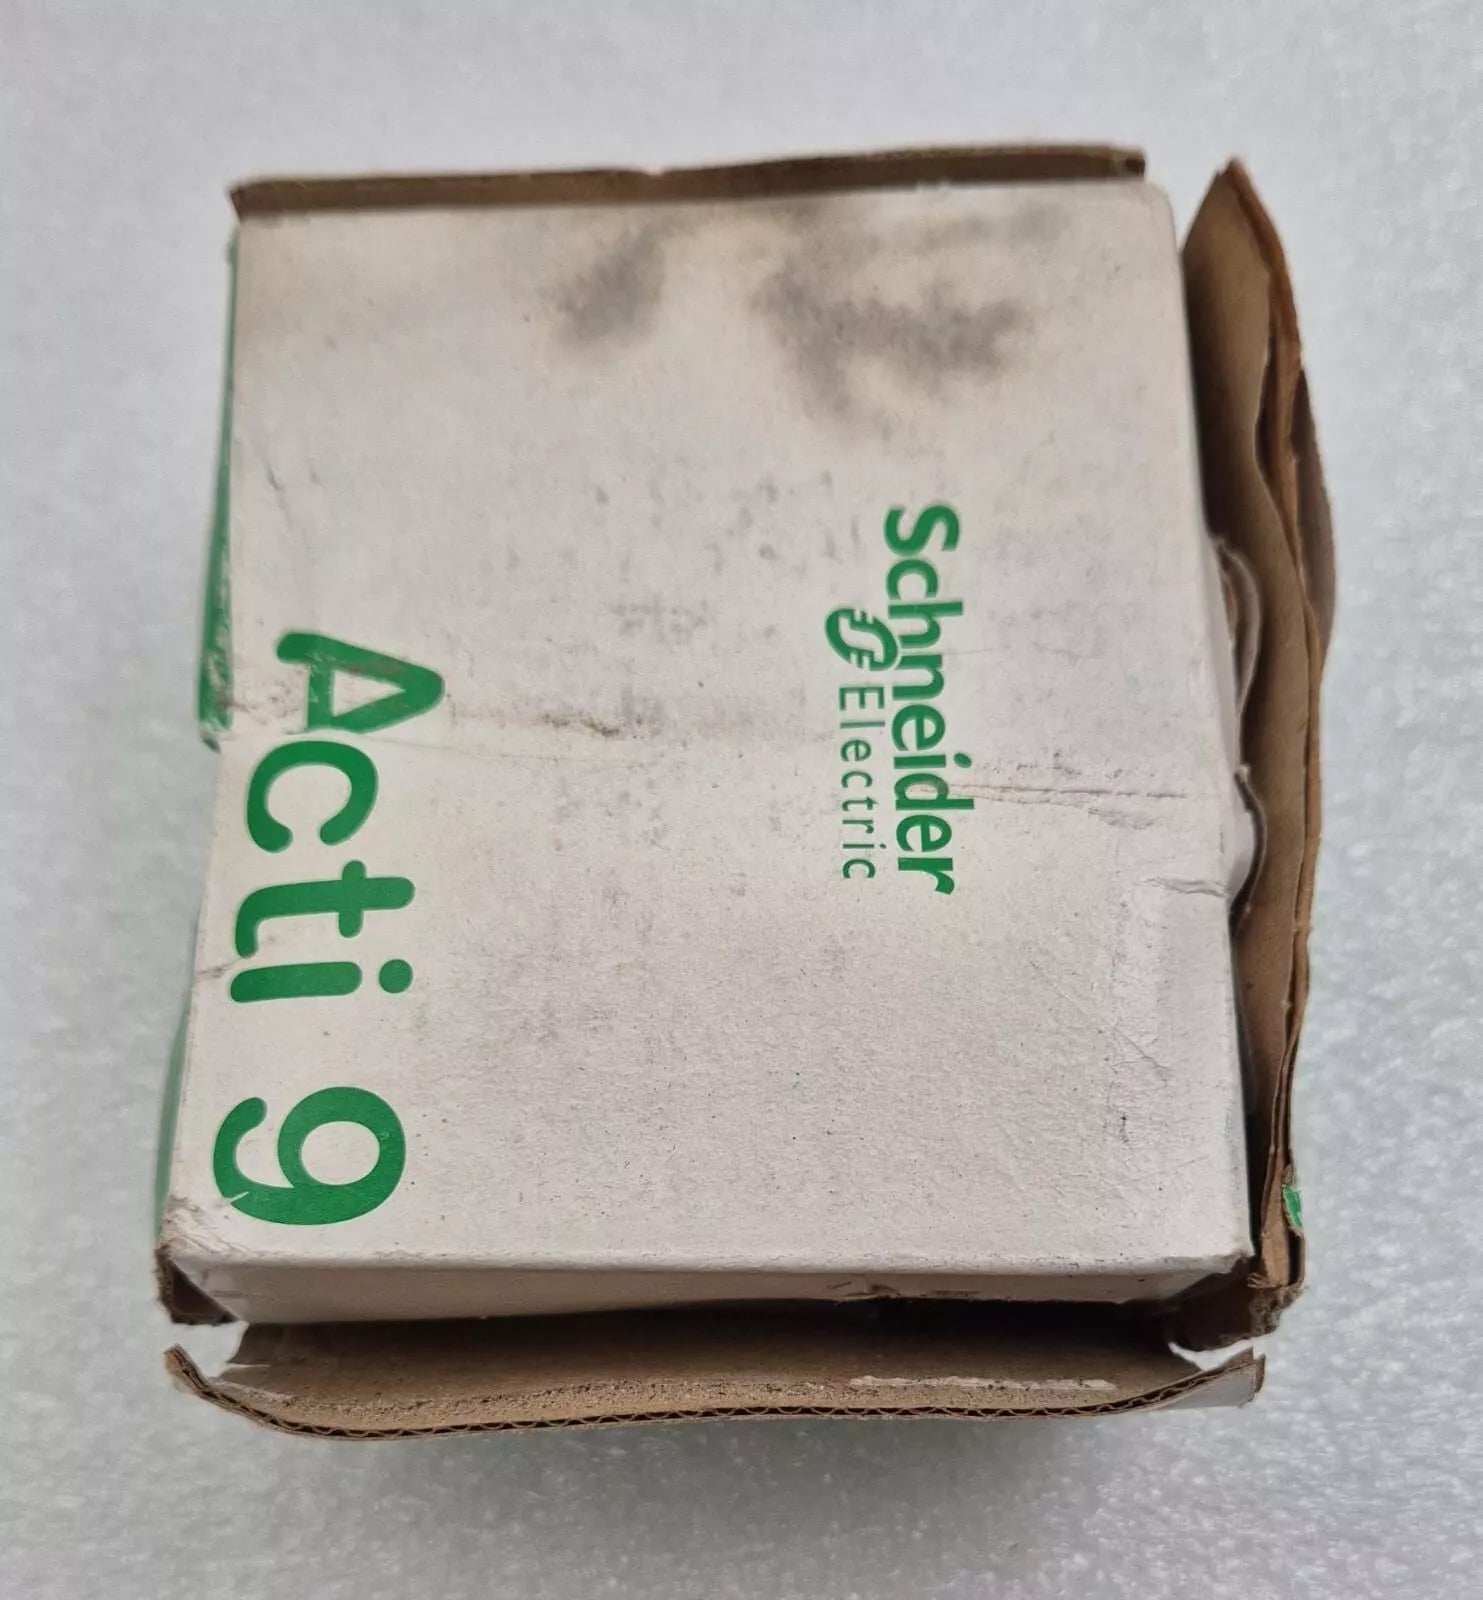 Schneider
Electric
Acti 9